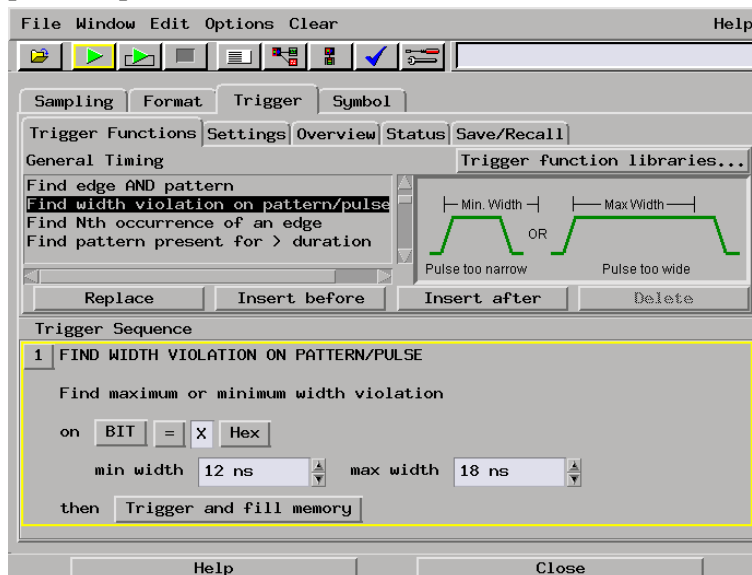 File Window Edit Options Clear Help
Sampling Format Trigger Symbol
Trigger Functions Settings Overview Status Save/Recall
General Timing Trigger function libraries...
Find edge AND pattern
Find width violation on pattern/pulse
Find Nth occurrence of an edge
Find pattern present for > duration
Min. Width Max Width
OR
Pulse too narrow Pulse too wide
Replace Insert before Insert after Delete
Trigger Sequence
1 FIND WIDTH VIOLATION ON PATTERN/PULSE
Find maximum or minimum width violation
on BIT = X Hex
min width 12 ns max width 18 ns
then Trigger and fill memory
Help Close